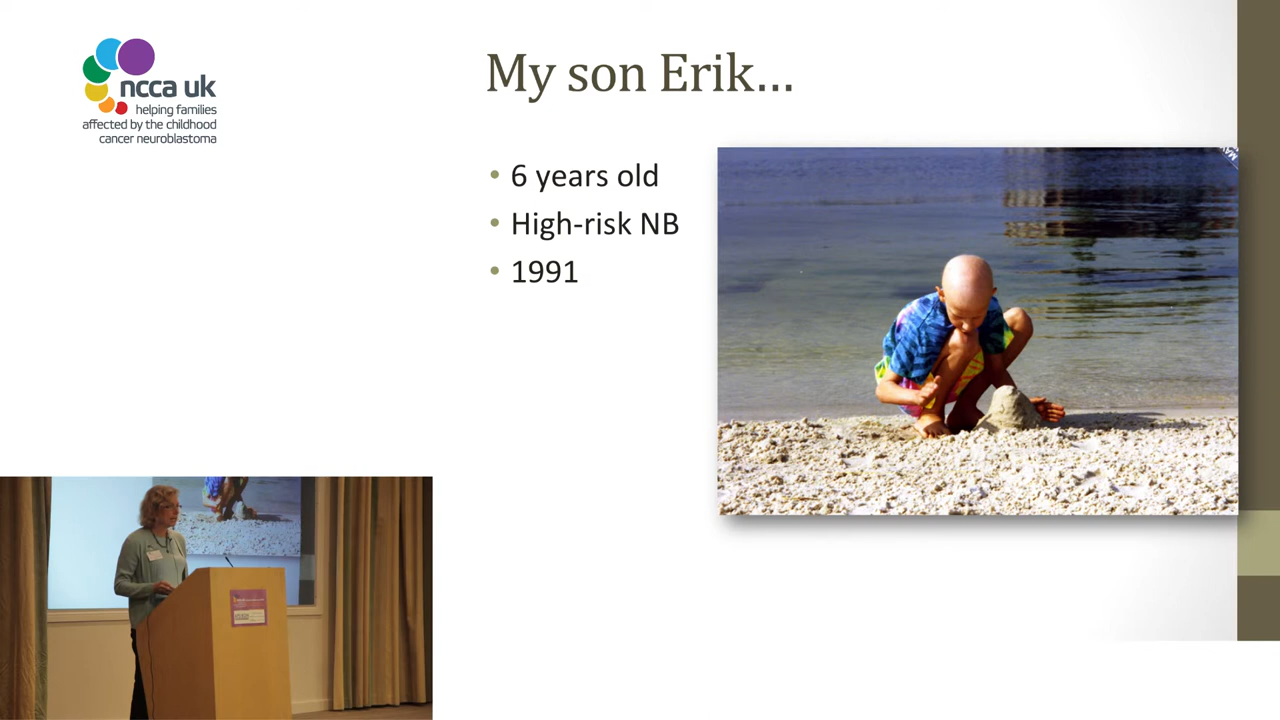 ncca uk
helping families
affected by the childhood
cancer neuroblastoma
My son Erik...
• 6 years old
• High-risk NB
• 1991